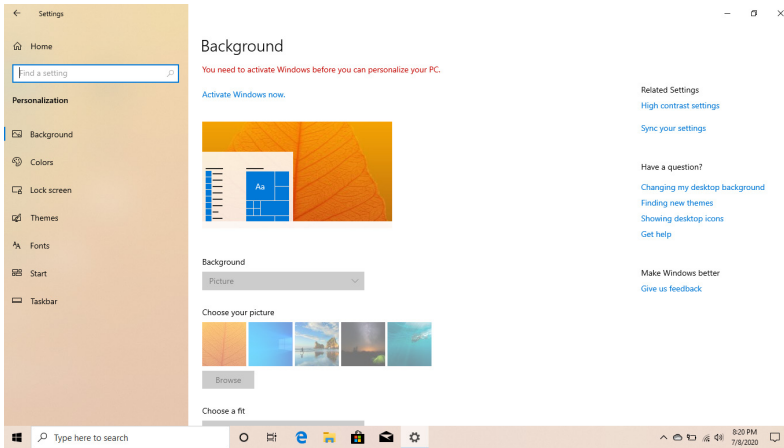 Settings
Home
Find a setting
Personalization
Background
Colors
Lock screen
Themes
Fonts
Start
Taskbar
Background
You need to activate Windows before you can personalize your PC.
Activate Windows now.
Aa
Background
Picture
Choose your picture
Browse
Choose a fit
Related Settings
High contrast settings
Sync your settings
Have a question?
Changing my desktop background
Finding new themes
Showing desktop icons
Get help
Make Windows better
Give us feedback
Type here to search
8:20 PM
7/8/2020